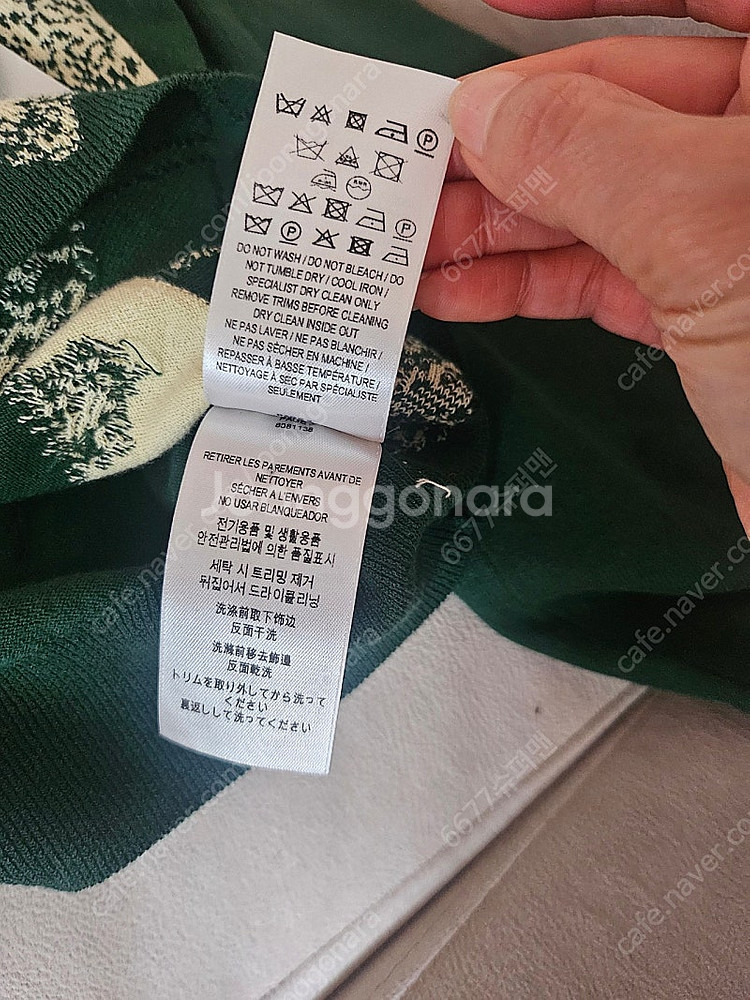 DO NOT WASH / DO NOT BLEACH / DO
NOT TUMBLE DRY / COOL IRON /
SPECIALIST DRY CLEAN ONLY
REMOVE TRIMS BEFORE CLEANING
DRY CLEAN INSIDE OUT
NE PAS LAVER / NE PAS BLANCHIR /
NE PAS SÉCHER EN MACHINE /
REPASSER À BASSE TEMPÉRATURE /
NETTOYAGE À SEC PAR SPÉCIALISTE
SEULEMENT
8081138
RETIRER LES PAREMENTS AVANT DE
NETTOYER
SÉCHER A L'ENVERS
NO USAR BLANQUEADOR
전기용품 및 생활용품
안전관리법에 의한 품질표시
세탁 시 트리밍 제거
뒤집어서 드라이클리닝
洗涤前取下饰边
反面干洗
洗滌前移去飾邊
反面乾洗
トリムを取り外してから洗って
ください
裏返しして洗ってください
Joonggonara
6677슈퍼맨
cafe.naver.com/joonggonara